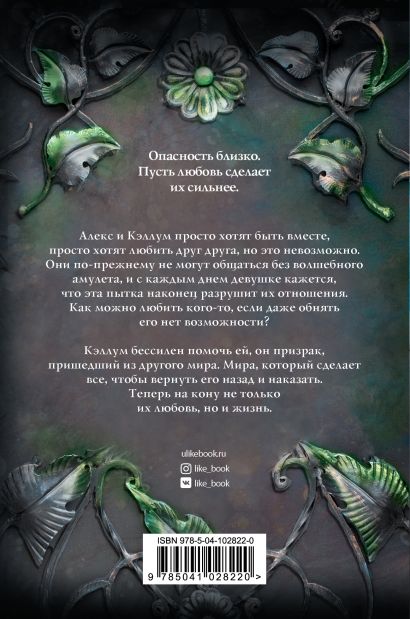 Опасность близко.
Пусть любовь сделает
их сильнее.
Алекс и Кэллум просто хотят быть вместе,
просто хотят любить друг друга, но это невозможно.
Они по-прежнему не могут общаться без волшебного
амулета, и с каждым днем девушке кажется,
что эта пытка наконец разрушит их отношения.
Как можно любить кого-то, если даже обнять
его нет возможности?
Кэллум бессилен помочь ей, он призрак,
пришедший из другого мира. Мира, который сделает
все, чтобы вернуть его назад и наказать.
Теперь на кону не только
их любовь, но и жизнь.
ulikebook.ru
like_book
like_book
ISBN 978-5-04-102822-0
9 785041 028220 >